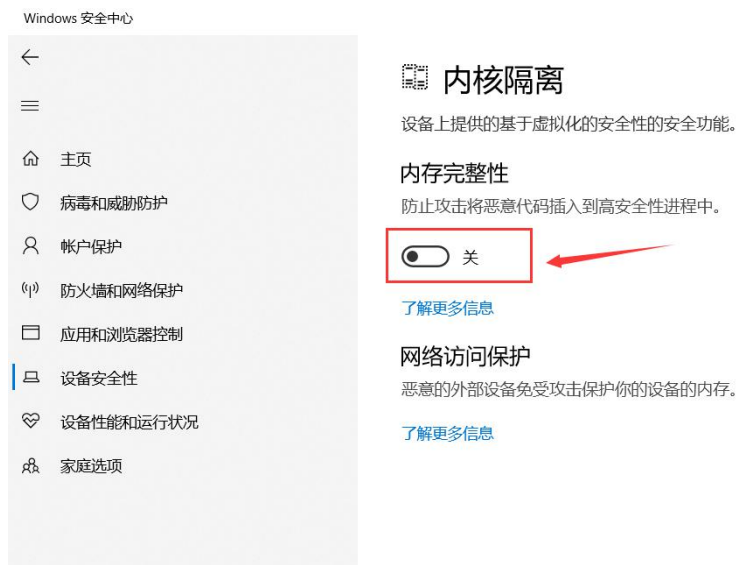 Windows 安全中心
主页
病毒和威胁防护
帐户保护
防火墙和网络保护
应用和浏览器控制
设备安全性
设备性能和运行状况
家庭选项
内核隔离
设备上提供的基于虚拟化的安全性的安全功能。
内存完整性
防止攻击将恶意代码插入到高安全性进程中。
关
了解更多信息
网络访问保护
恶意的外部设备免受攻击保护你的设备的内存。
了解更多信息